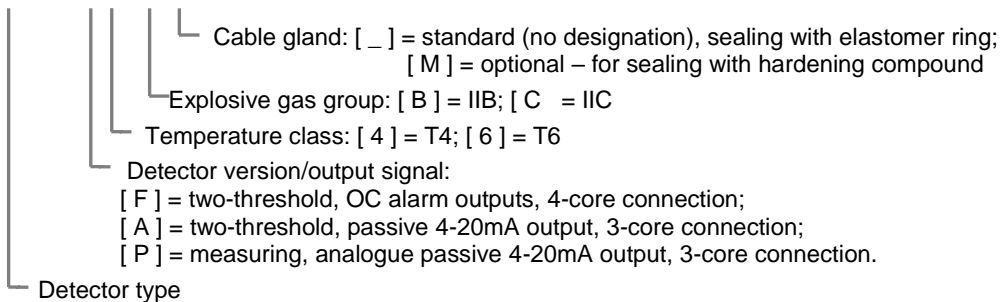 Cable gland: [ _ ] = standard (no designation), sealing with elastomer ring;
[ M ] = optional – for sealing with hardening compound
Explosive gas group: [ B ] = IIB; [ C = IIC
Temperature class: [ 4 ] = T4; [ 6 ] = T6
Detector version/output signal:
[ F ] = two-threshold, OC alarm outputs, 4-core connection;
[ A ] = two-threshold, passive 4-20mA output, 3-core connection;
[ P ] = measuring, analogue passive 4-20mA output, 3-core connection.
Detector type